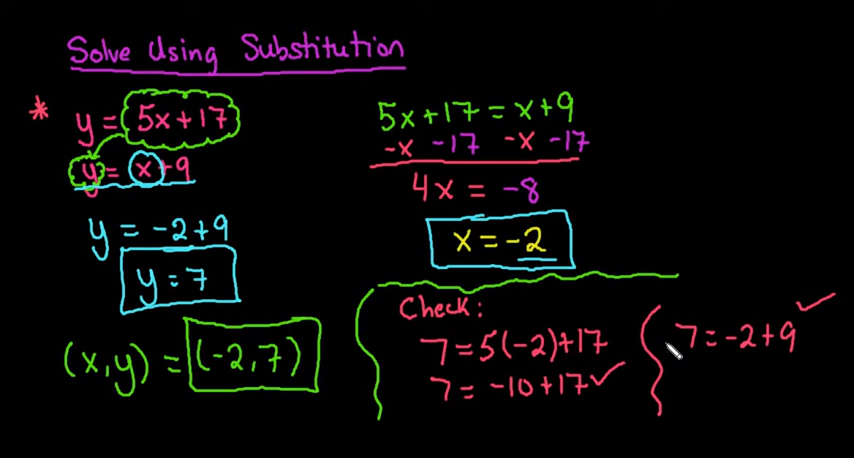 Solve Using Substitution
* y = 5x+17
y = x+9
y = -2+9
y = 7
(x,y) = (-2,7)
5x+17 = x+9
-x -17 -x -17
4x = -8
x = -2
Check:
7 = 5(-2)+17
7 = -10+17 ✓
7 = -2+9 ✓